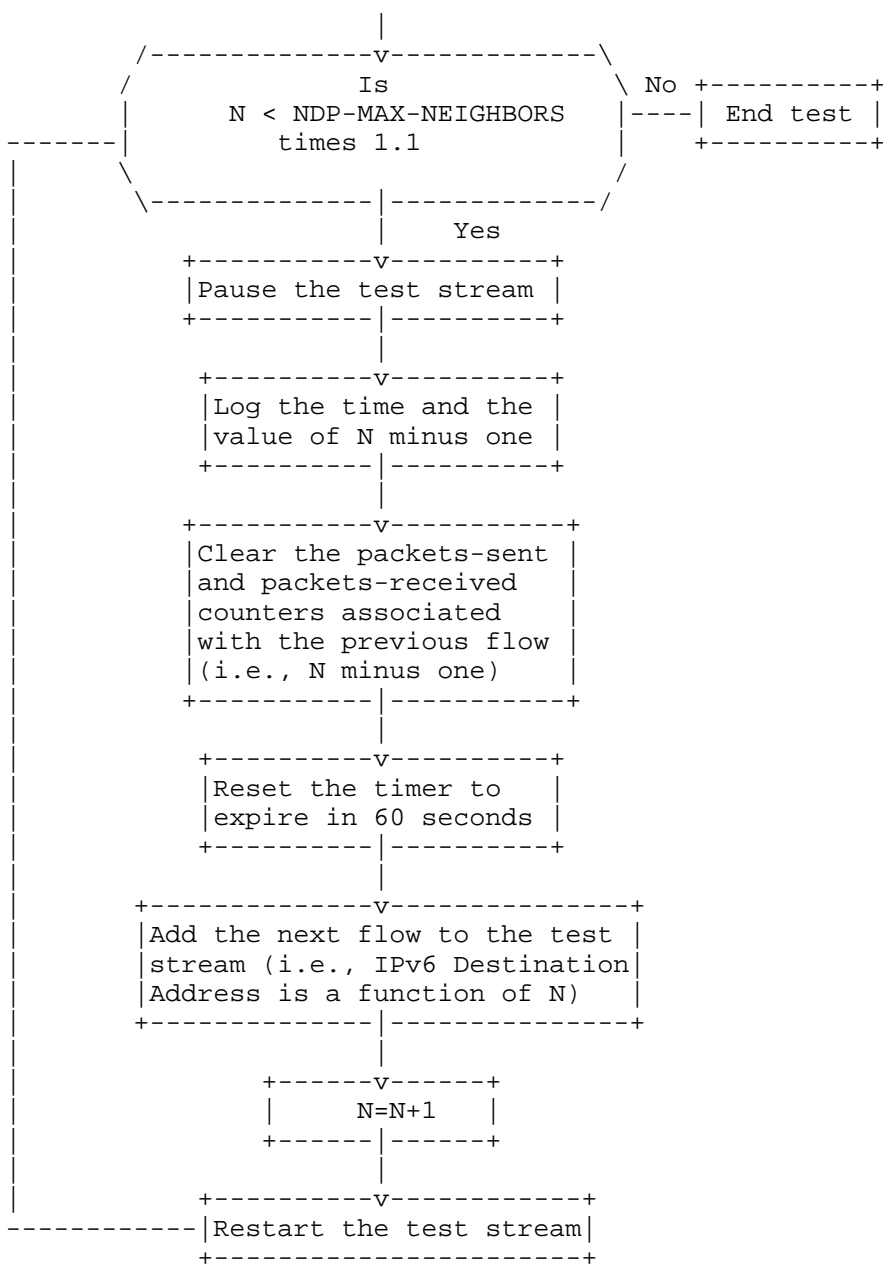 Is
No
N < NDP-MAX-NEIGHBORS
End test
times 1.1
Yes
Pause the test stream
Log the time and the
value of N minus one
Clear the packets-sent
and packets-received
counters associated
with the previous flow
(i.e., N minus one)
Reset the timer to
expire in 60 seconds
Add the next flow to the test
stream (i.e., IPv6 Destination
Address is a function of N)
N=N+1
Restart the test stream